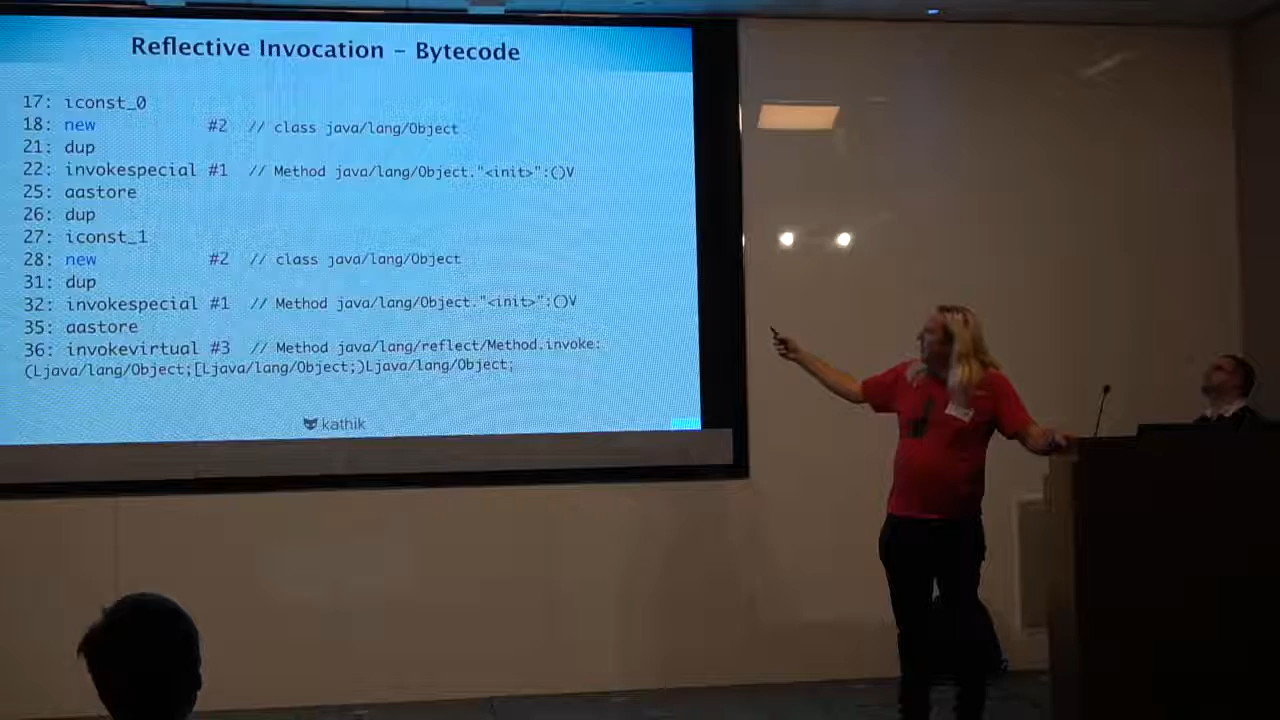 Reflective Invocation – Bytecode
17: iconst_0
18: new #2 // class java/lang/Object
21: dup
22: invokespecial #1 // Method java/lang/Object."<init>":()V
25: aastore
26: dup
27: iconst_1
28: new #2 // class java/lang/Object
31: dup
32: invokespecial #1 // Method java/lang/Object."<init>":()V
35: aastore
36: invokevirtual #3 // Method java/lang/reflect/Method.invoke:
(Ljava/lang/Object;[Ljava/lang/Object;)Ljava/lang/Object;
kathik